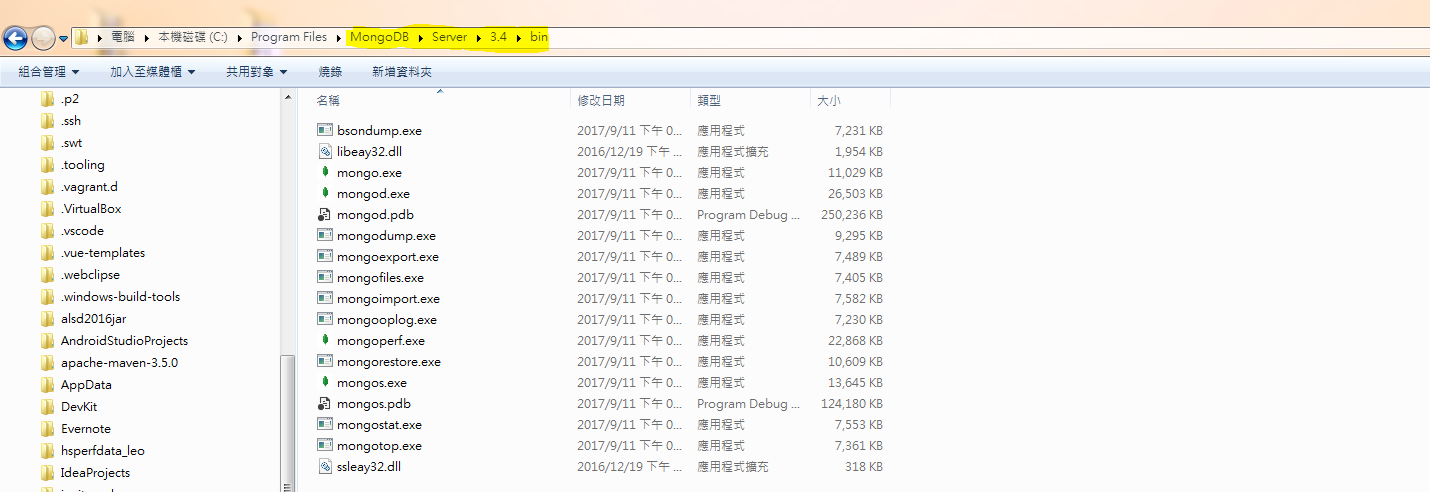 電腦 本機磁碟 (C:) Program Files MongoDB Server 3.4 bin
組合管理 加入至媒體櫃 共用對象 燒錄 新增資料夾
.p2
.ssh
.swt
.tooling
.vagrant.d
.VirtualBox
.vscode
.vue-templates
.webclipse
.windows-build-tools
alsd2016jar
AndroidStudioProjects
apache-maven-3.5.0
AppData
DevKit
Evernote
hsperfdata_leo
IdeaProjects
名稱 修改日期 類型 大小
bsondump.exe 2017/9/11 下午 0... 應用程式 7,231 KB
libeay32.dll 2016/12/19 下午 ... 應用程式擴充 1,954 KB
mongo.exe 2017/9/11 下午 0... 應用程式 11,029 KB
mongod.exe 2017/9/11 下午 0... 應用程式 26,503 KB
mongod.pdb 2017/9/11 下午 0... Program Debug ... 250,236 KB
mongodump.exe 2017/9/11 下午 0... 應用程式 9,295 KB
mongoexport.exe 2017/9/11 下午 0... 應用程式 7,489 KB
mongofiles.exe 2017/9/11 下午 0... 應用程式 7,405 KB
mongoimport.exe 2017/9/11 下午 0... 應用程式 7,582 KB
mongooplog.exe 2017/9/11 下午 0... 應用程式 7,230 KB
mongoperf.exe 2017/9/11 下午 0... 應用程式 22,868 KB
mongorestore.exe 2017/9/11 下午 0... 應用程式 10,609 KB
mongos.exe 2017/9/11 下午 0... 應用程式 13,645 KB
mongos.pdb 2017/9/11 下午 0... Program Debug ... 124,180 KB
mongostat.exe 2017/9/11 下午 0... 應用程式 7,553 KB
mongotop.exe 2017/9/11 下午 0... 應用程式 7,361 KB
ssleay32.dll 2016/12/19 下午 ... 應用程式擴充 318 KB